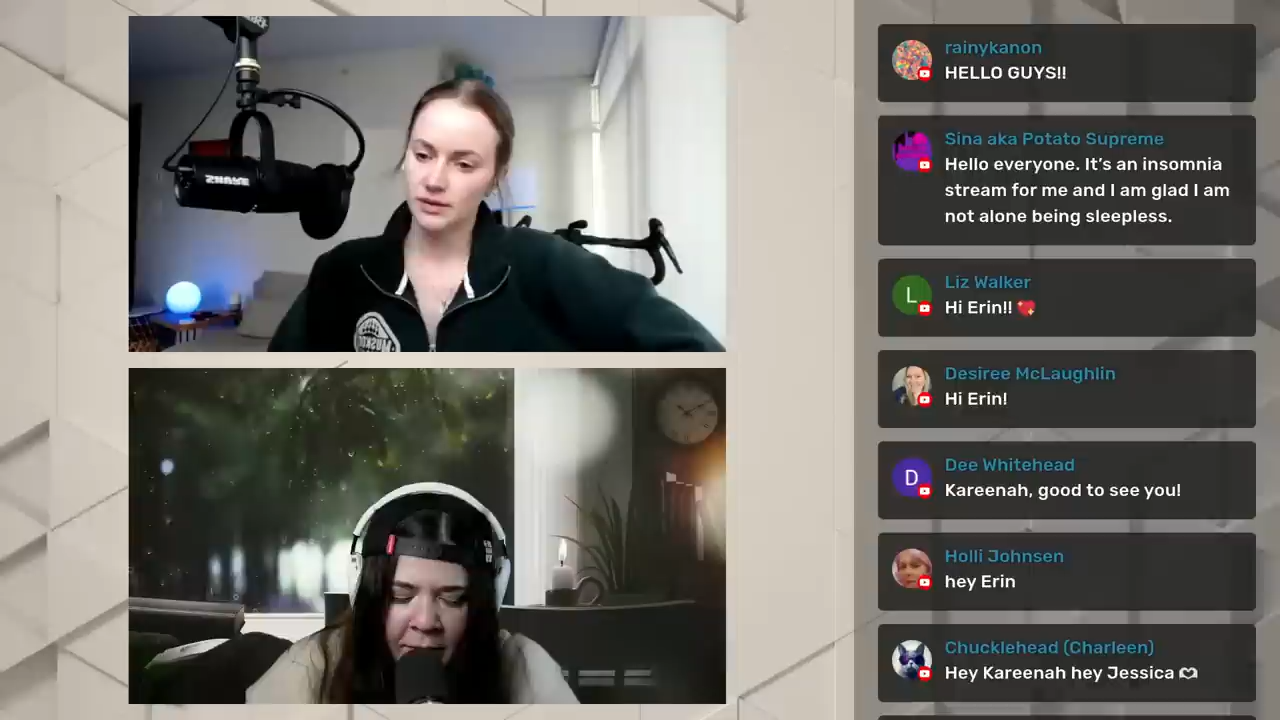 SHURE
MUSKOK
rainykanon
HELLO GUYS!!
Sina aka Potato Supreme
Hello everyone. It's an insomnia
stream for me and I am glad I am
not alone being sleepless.
L
Liz Walker
Hi Erin!! 💖
Desiree McLaughlin
Hi Erin!
D
Dee Whitehead
Kareenah, good to see you!
Holli Johnsen
hey Erin
Chucklehead (Charleen)
Hey Kareenah hey Jessica 🫶